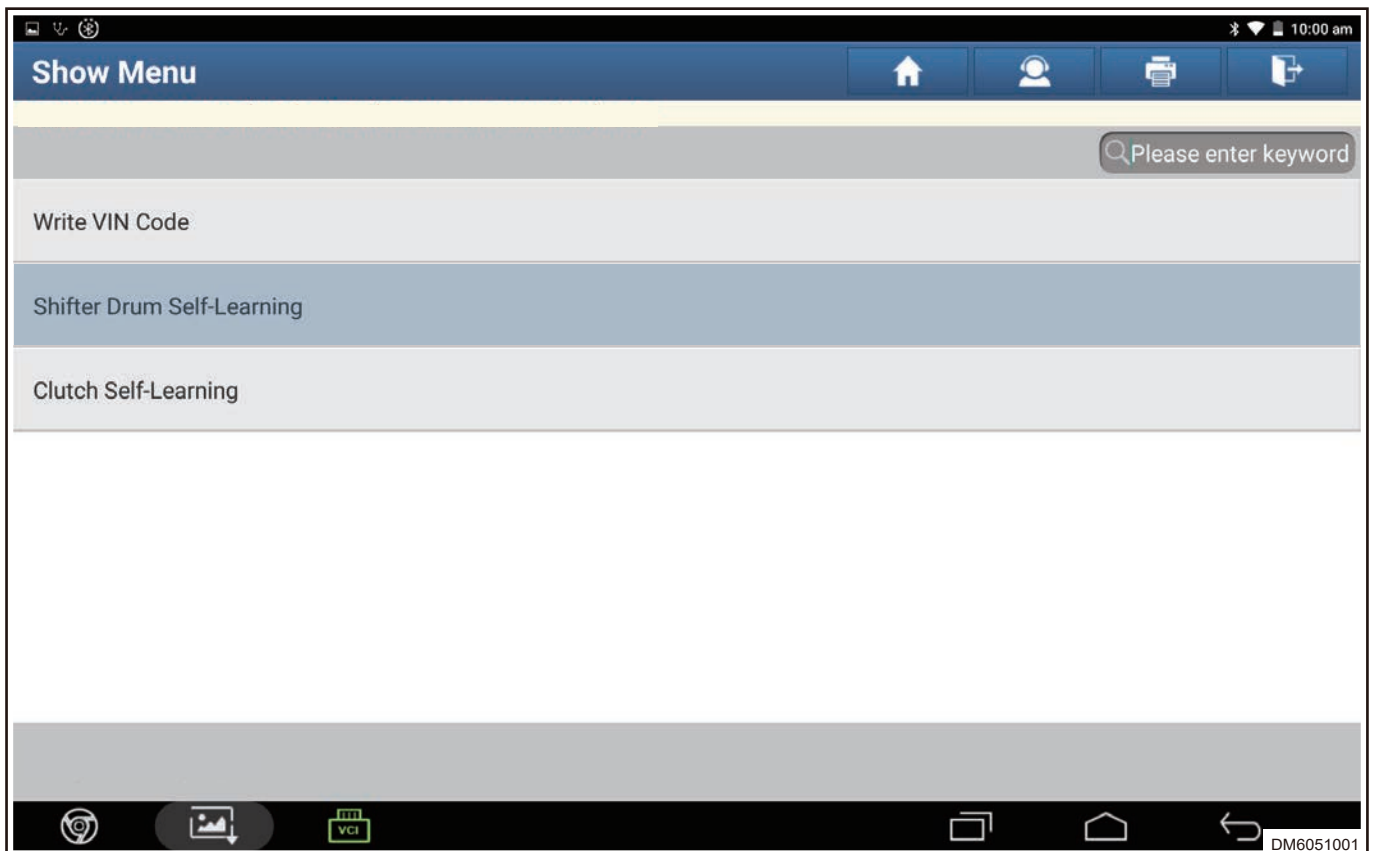 10:00 am
Show Menu
Please enter keyword
Write VIN Code
Shifter Drum Self-Learning
Clutch Self-Learning
VCI
DM6051001